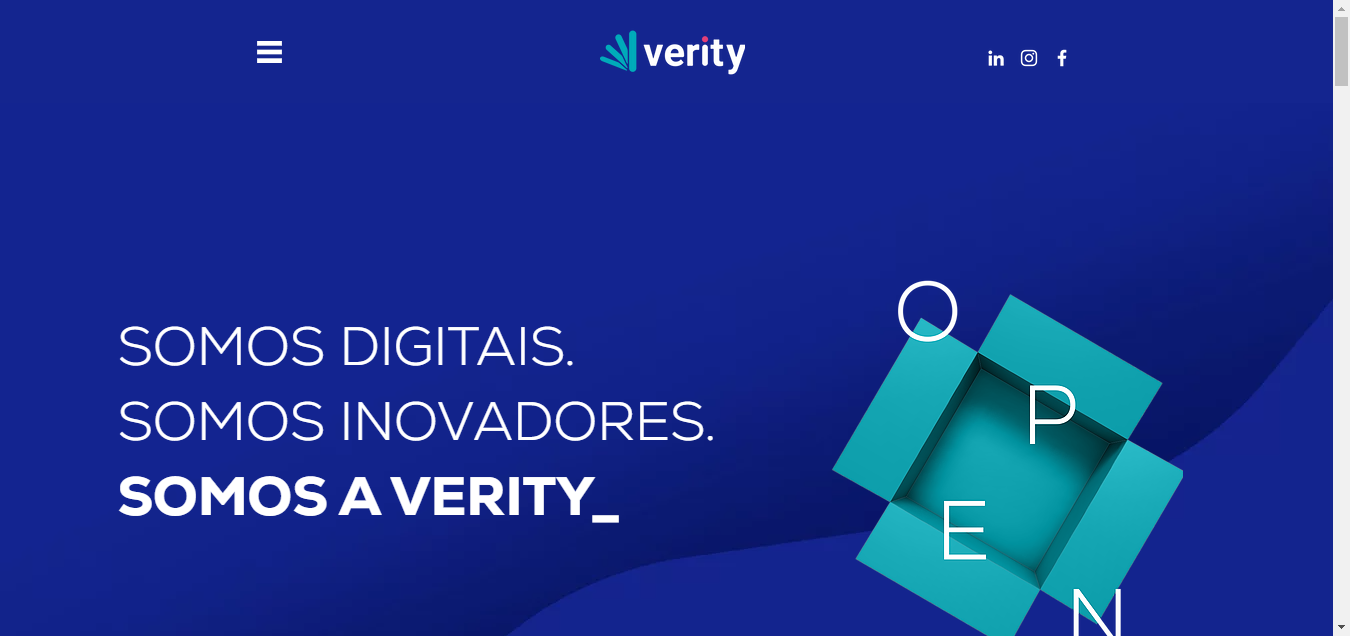 verity
SOMOS DIGITAIS.
SOMOS INOVADORES.
SOMOS A VERITY_
O
P
E
N